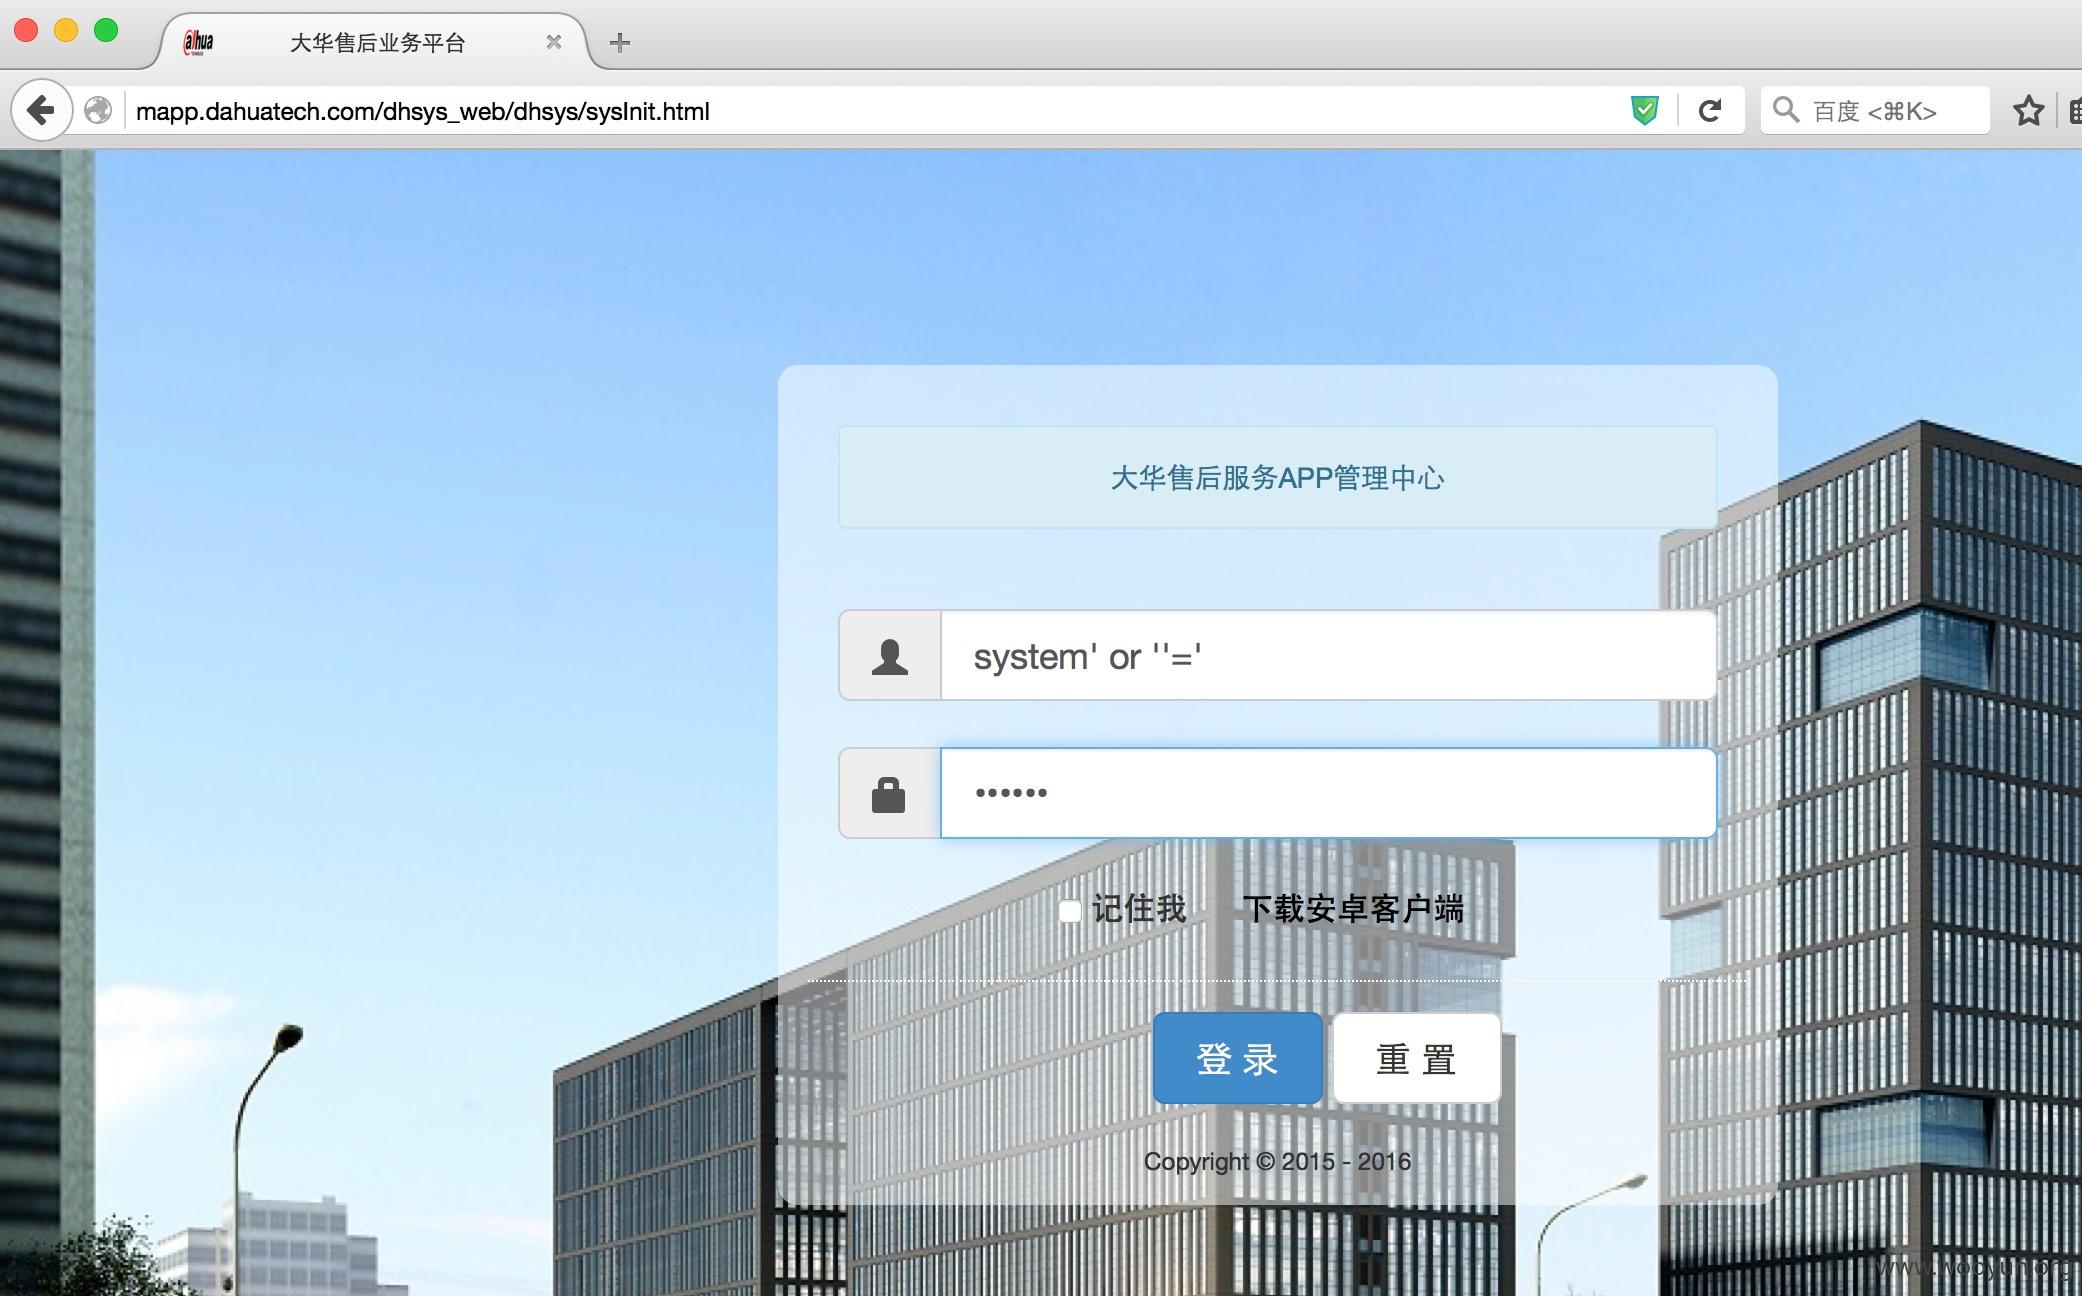 alhua
TECHNOLOGY
大华售后业务平台
mapp.dahuatech.com/dhsys_web/dhsys/sysInit.html
百度 <⌘K>
大华售后服务APP管理中心
system' or ''='
••••••
记住我 下载安卓客户端
登 录 重 置
Copyright © 2015 - 2016
www.wooyun.org